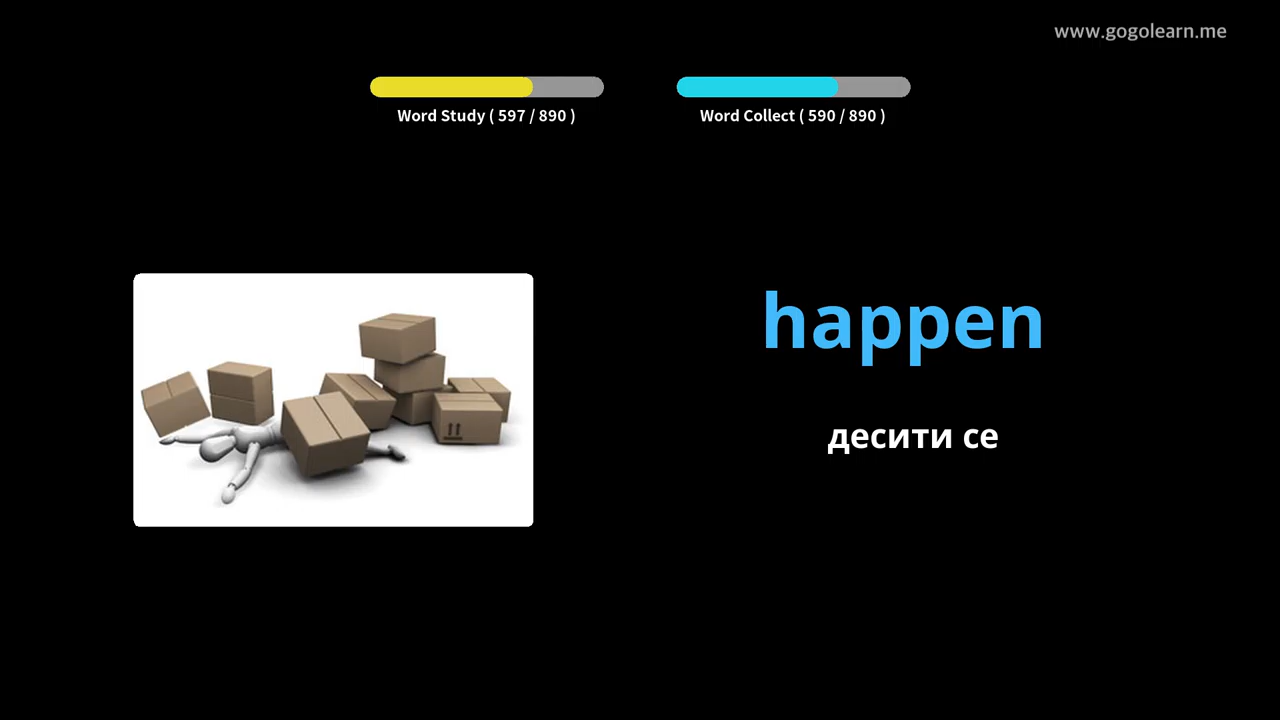 www.gogolearn.me
Word Study ( 597 / 890 )
Word Collect ( 590 / 890 )
happen
десити се